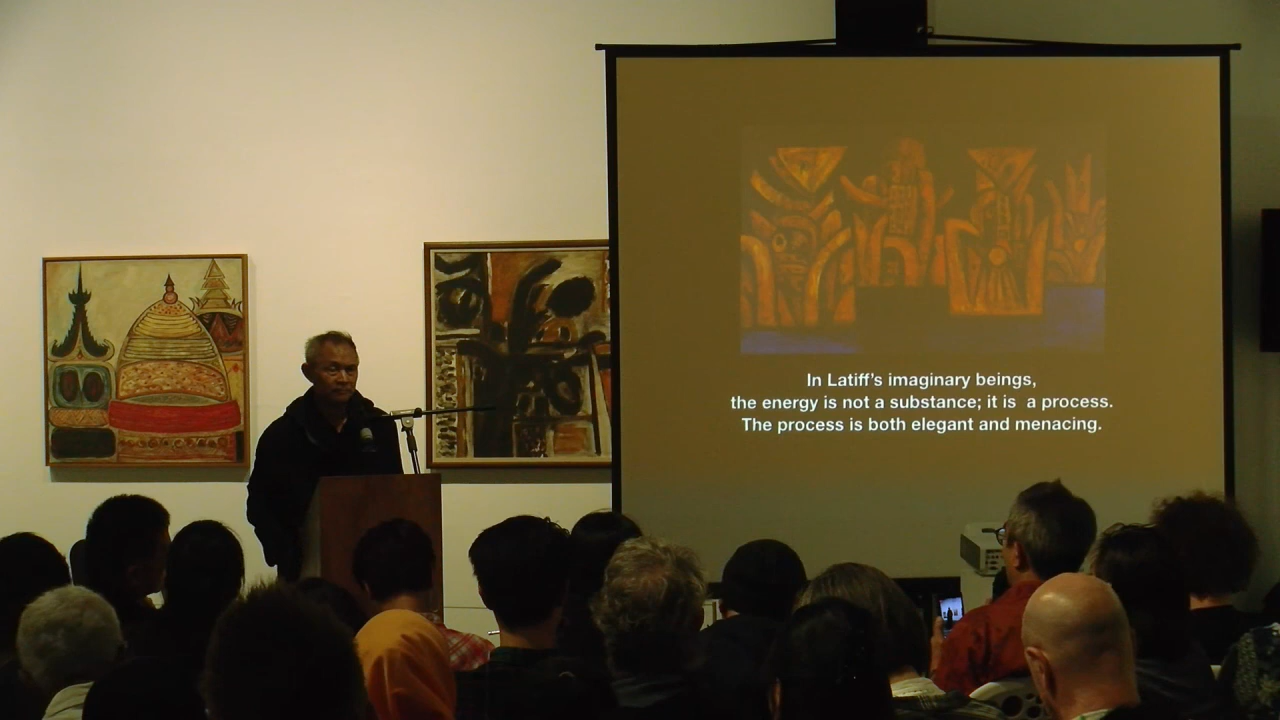 In Latiff's imaginary beings,
the energy is not a substance; it is a process.
The process is both elegant and menacing.